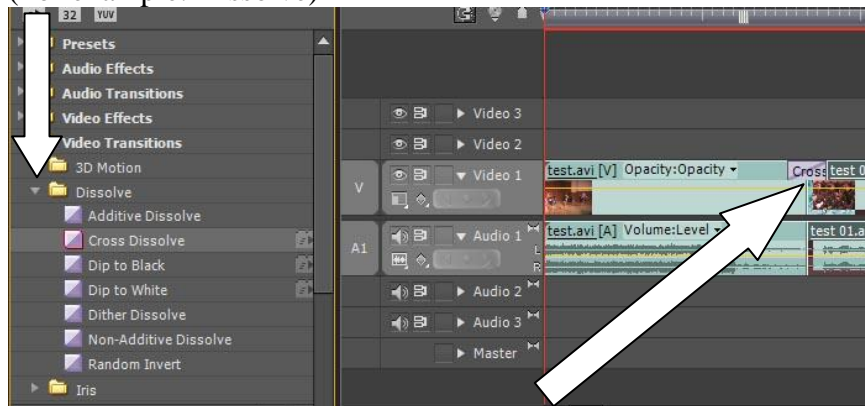 32 YUV
Presets
Audio Effects
Audio Transitions
Video Effects
Video Transitions
3D Motion
Dissolve
Additive Dissolve
Cross Dissolve
Dip to Black
Dip to White
Dither Dissolve
Non-Additive Dissolve
Random Invert
Iris
Video 3
Video 2
V
Video 1
test.avi [V] Opacity:Opacity
Cross
test 0
A1
Audio 1
L
R
test.avi [A] Volume:Level
test 01.a
Audio 2
Audio 3
Master